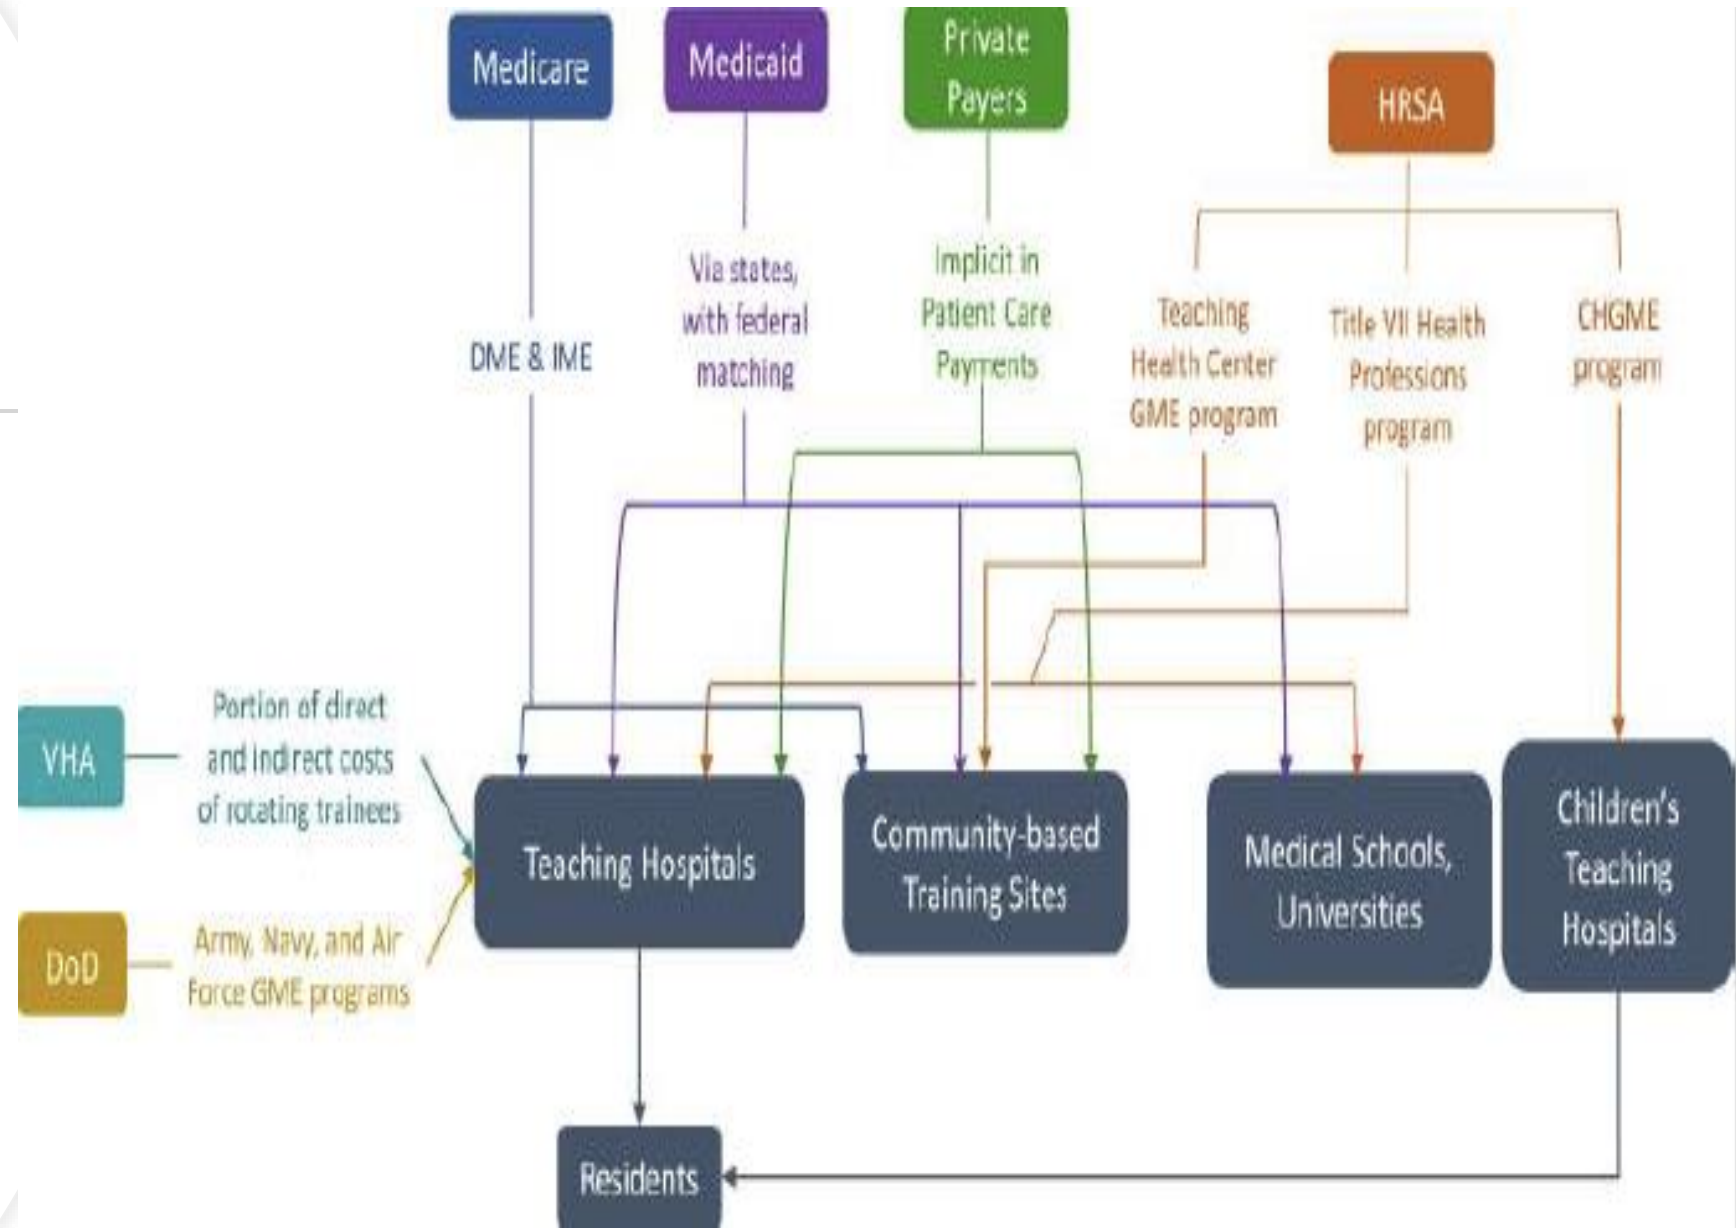 Medicare
Medicaid
Private
Payers
HRSA
DME & IME
Via states,
with federal
matching
Implicit in
Patient Care
Payments
Teaching
Health Center
GME program
Title VII Health
Professions
program
CHGME
program
VHA
Portion of direct
and indirect costs
of rotating trainees
DoD
Army, Navy, and Air
Force GME programs
Teaching Hospitals
Community-based
Training Sites
Medical Schools,
Universities
Children's
Teaching
Hospitals
Residents